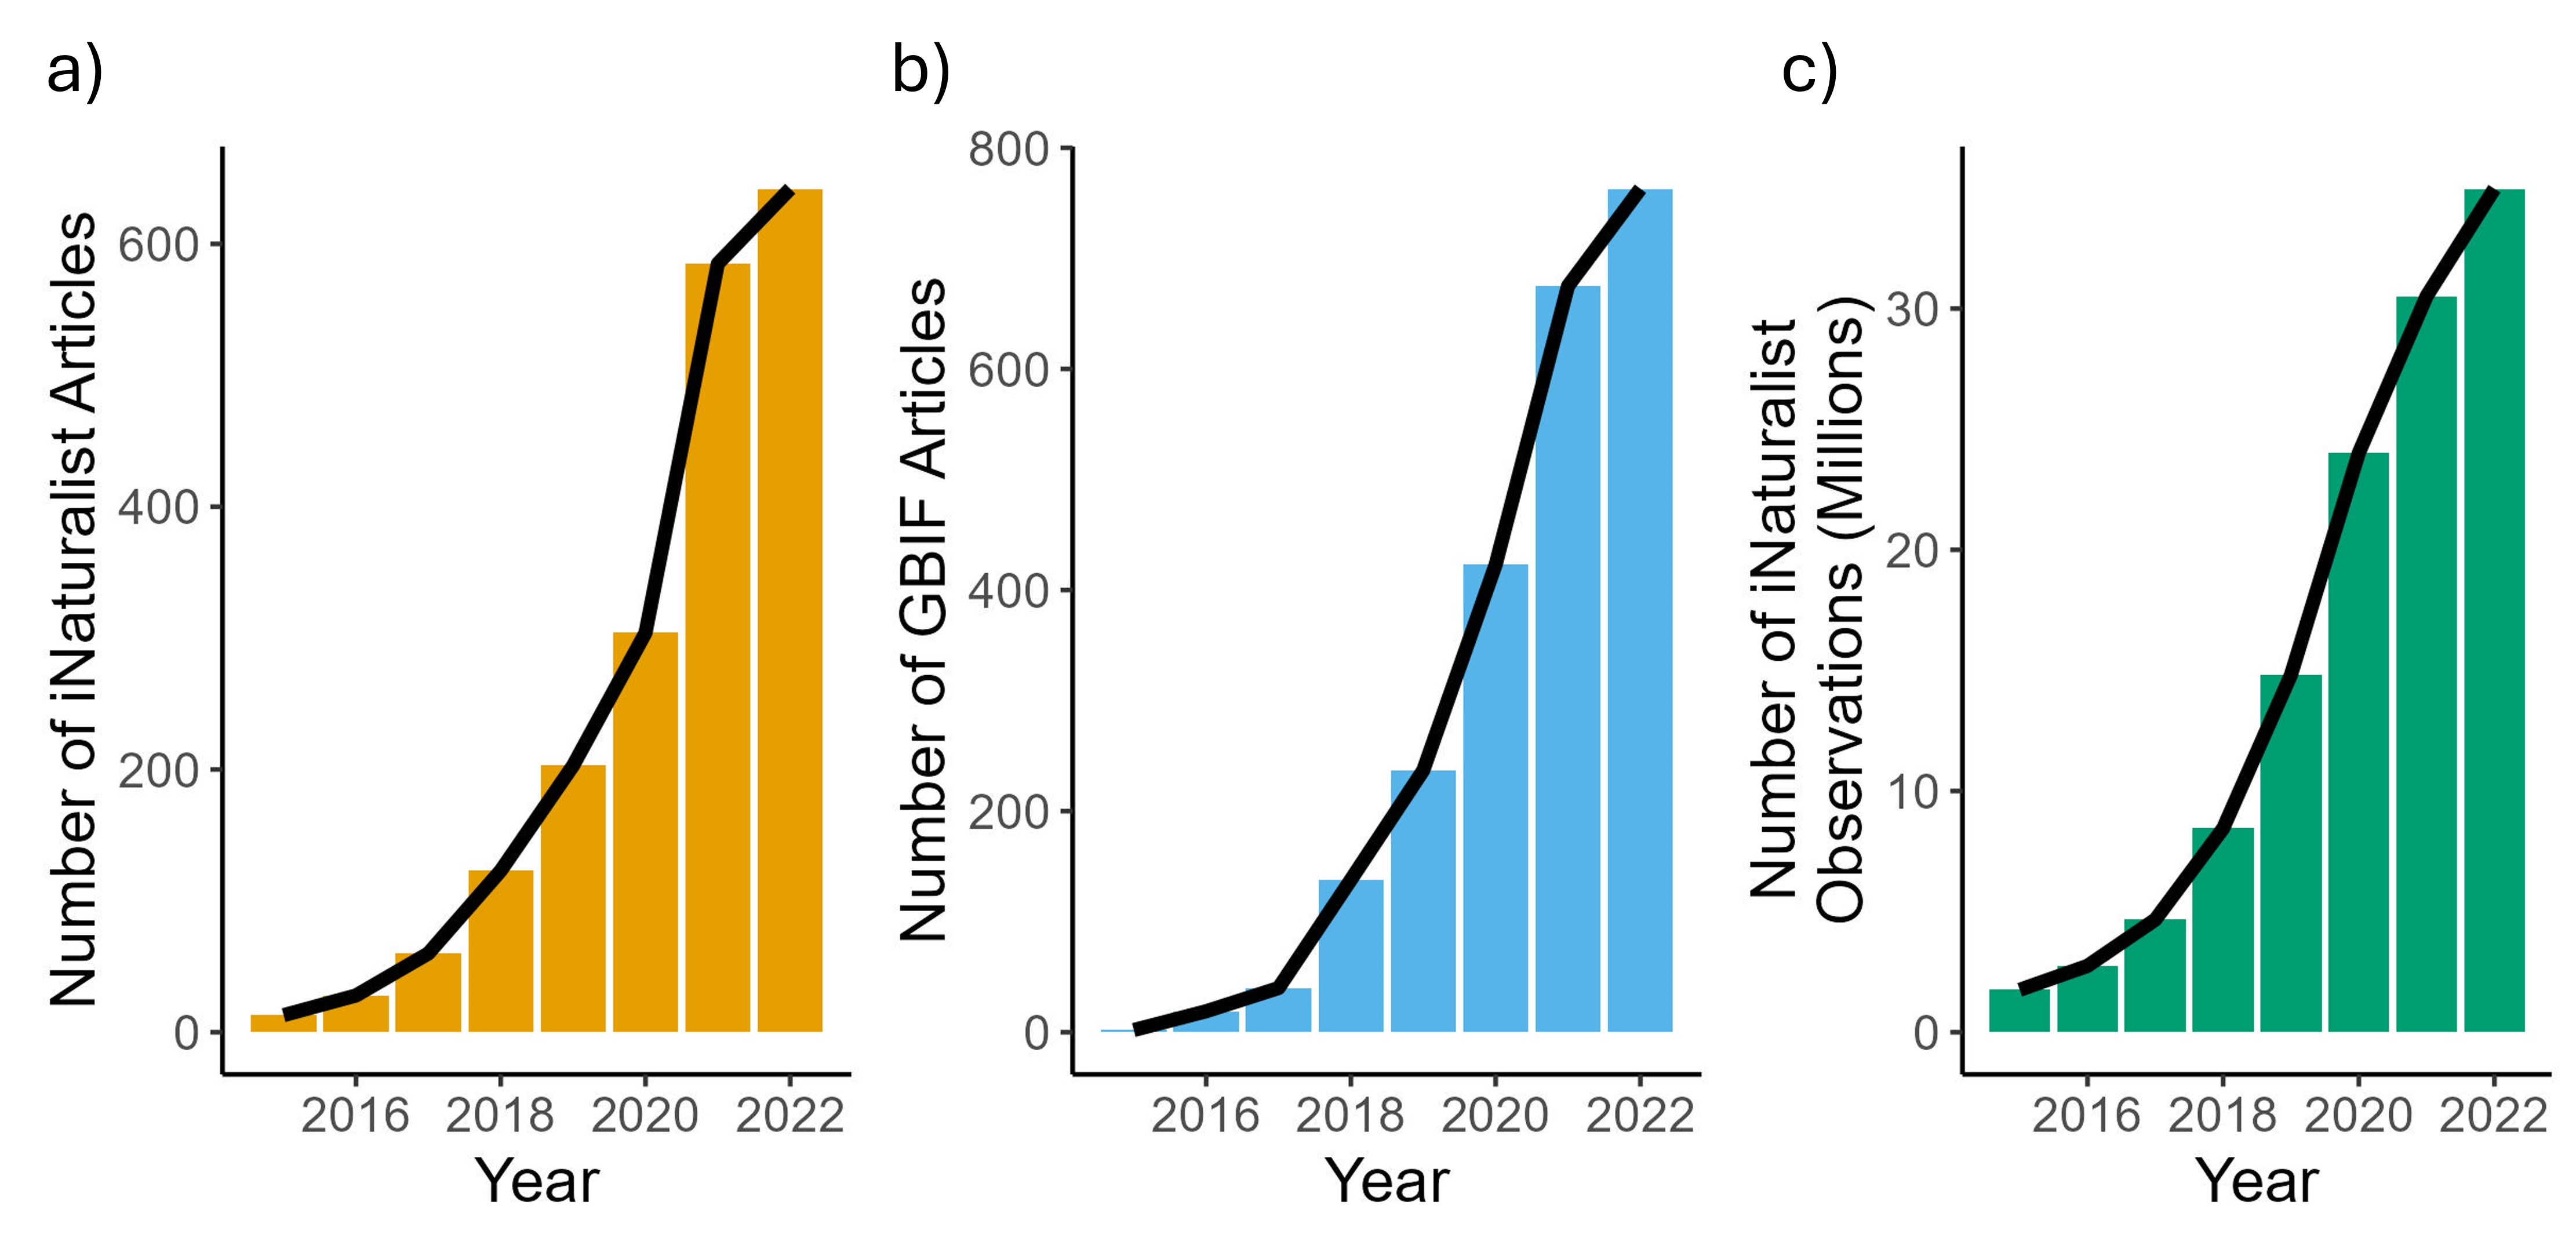 a)
Number of iNaturalist Articles
600
400
200
0
2016 2018 2020 2022
Year
b)
Number of GBIF Articles
800
600
400
200
0
2016 2018 2020 2022
Year
c)
Number of iNaturalist
Observations (Millions)
30
20
10
0
2016 2018 2020 2022
Year